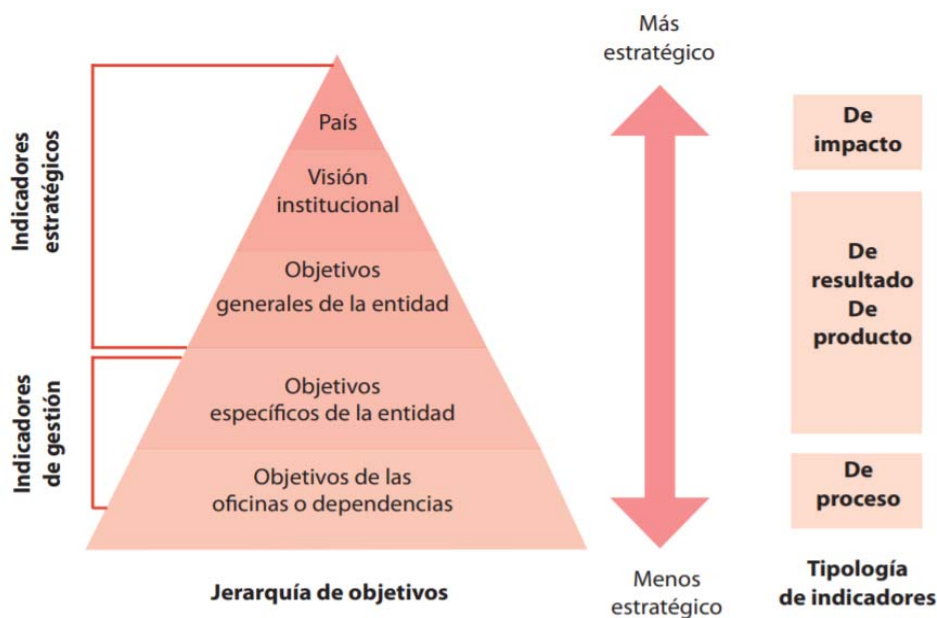 Indicadores
estratégicos
Indicadores
de gestión
País
Visión
institucional
Objetivos
generales de la entidad
Objetivos
específicos de la entidad
Objetivos de las
oficinas o dependencias
Jerarquía de objetivos
Más
estratégico
Menos
estratégico
De
impacto
De
resultado
De
producto
De
proceso
Tipología
de indicadores